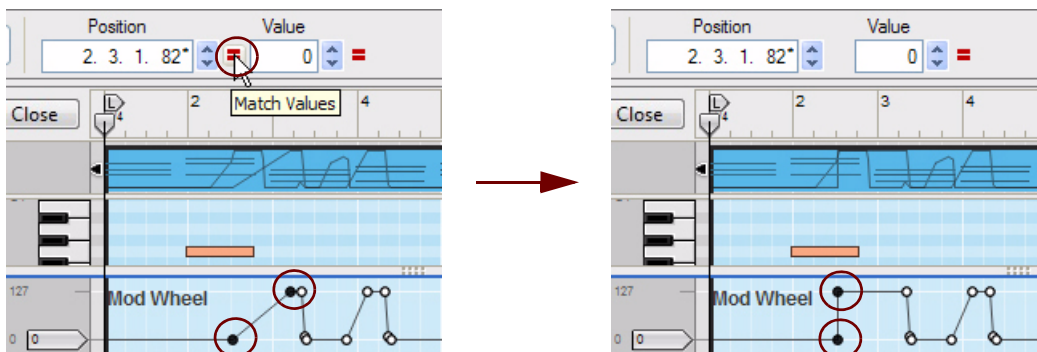 Position Value
2. 3. 1. 82* = 0 =
Match Values
Close L 4 2 4
127 Mod Wheel
0 0
Position Value
2. 3. 1. 82* 0 =
Close L 4 2 3 4
127 Mod Wheel
0 0